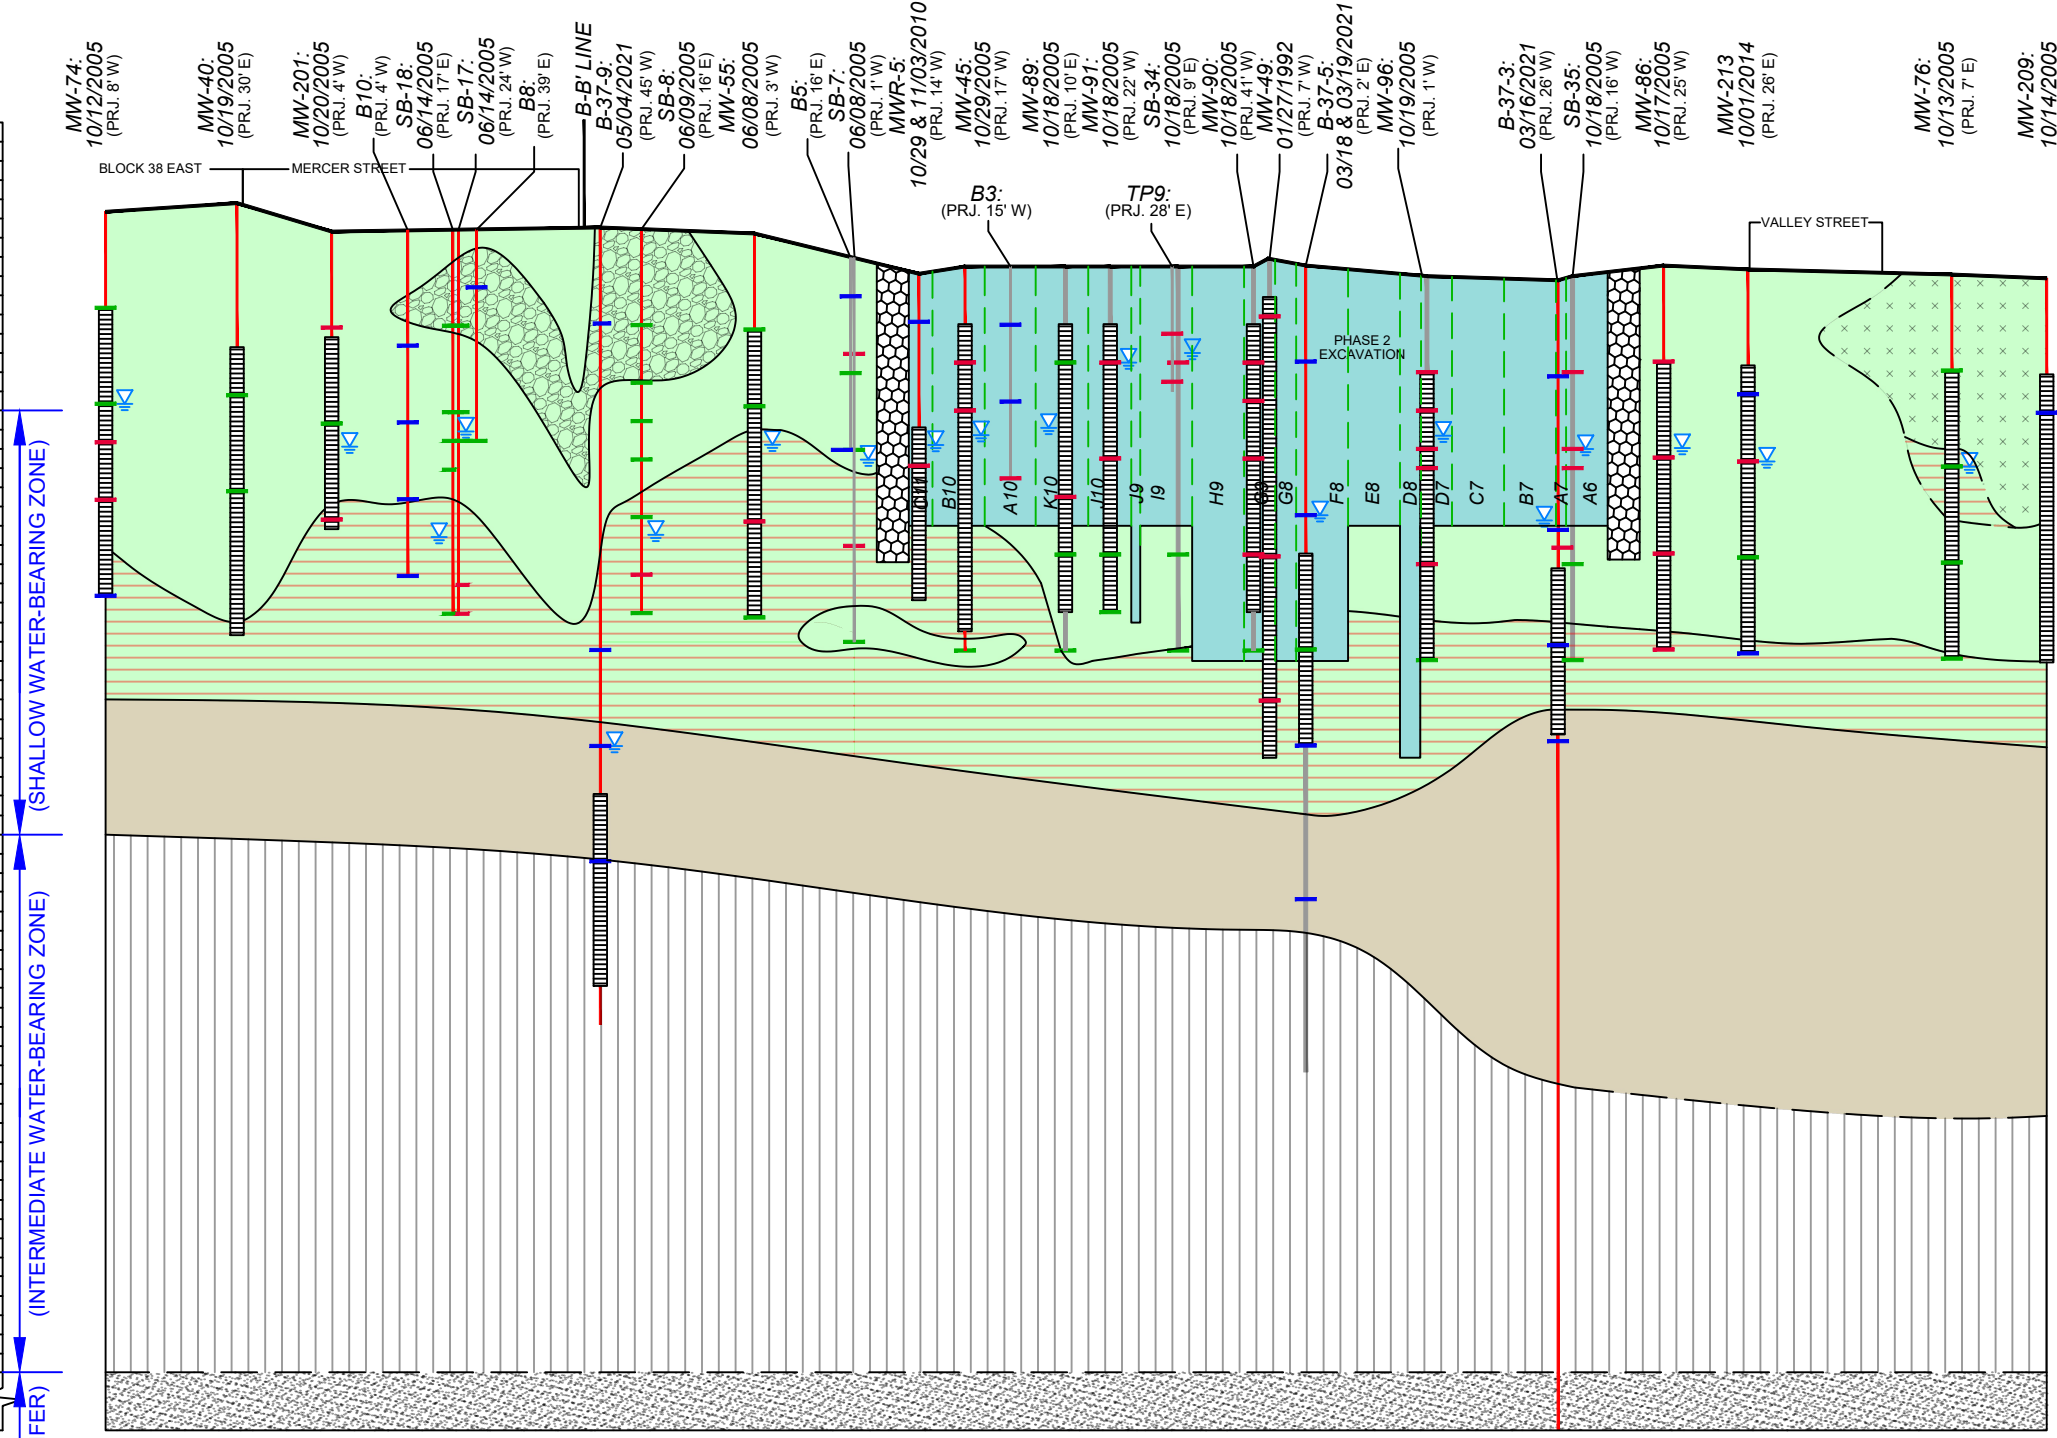 MW-74:
10/12/2005
(PRJ. 8' W)
MW-40:
10/19/2005
(PRJ. 30' E)
MW-201:
10/20/2005
(PRJ. 4' W)
B10:
(PRJ. 4' W)
SB-18:
06/14/2005
(PRJ. 17' E)
SB-17:
06/14/2005
(PRJ. 24' W)
B8:
(PRJ. 39' E)
B-B' LINE
B-37-9:
05/04/2021
(PRJ. 45' W)
SB-8:
06/09/2005
(PRJ. 16' E)
MW-55:
06/08/2005
(PRJ. 3' W)
B5:
(PRJ. 16' E)
SB-7:
06/08/2005
(PRJ. 1' W)
MWR-5:
10/29 & 11/03/2010
(PRJ. 14' W)
MW-45:
10/29/2005
(PRJ. 17' W)
MW-89:
10/18/2005
(PRJ. 10' E)
MW-91:
10/18/2005
(PRJ. 22' W)
SB-34:
10/18/2005
(PRJ. 9' E)
MW-90:
10/18/2005
(PRJ. 41' W)
MW-49:
01/27/1992
(PRJ. 7' W)
B-37-5:
03/18 & 03/19/2021
(PRJ. 2' E)
MW-96:
10/19/2005
(PRJ. 1' W)
B-37-3:
03/16/2021
(PRJ. 26' W)
SB-35:
10/18/2005
(PRJ. 16' W)
MW-86:
10/17/2005
(PRJ. 25' W)
MW-213
10/01/2014
(PRJ. 26' E)
MW-76:
10/13/2005
(PRJ. 7' E)
MW-209:
10/14/2005
BLOCK 38 EAST
MERCER STREET
B3:
(PRJ. 15' W)
TP9:
(PRJ. 28' E)
VALLEY STREET
PHASE 2
EXCAVATION
B10
A10
K10
J10
J9
I9
H9
G8
F8
E8
D8
D7
C7
B7
A7
A6
(SHALLOW WATER-BEARING ZONE)
(INTERMEDIATE WATER-BEARING ZONE)
FER)